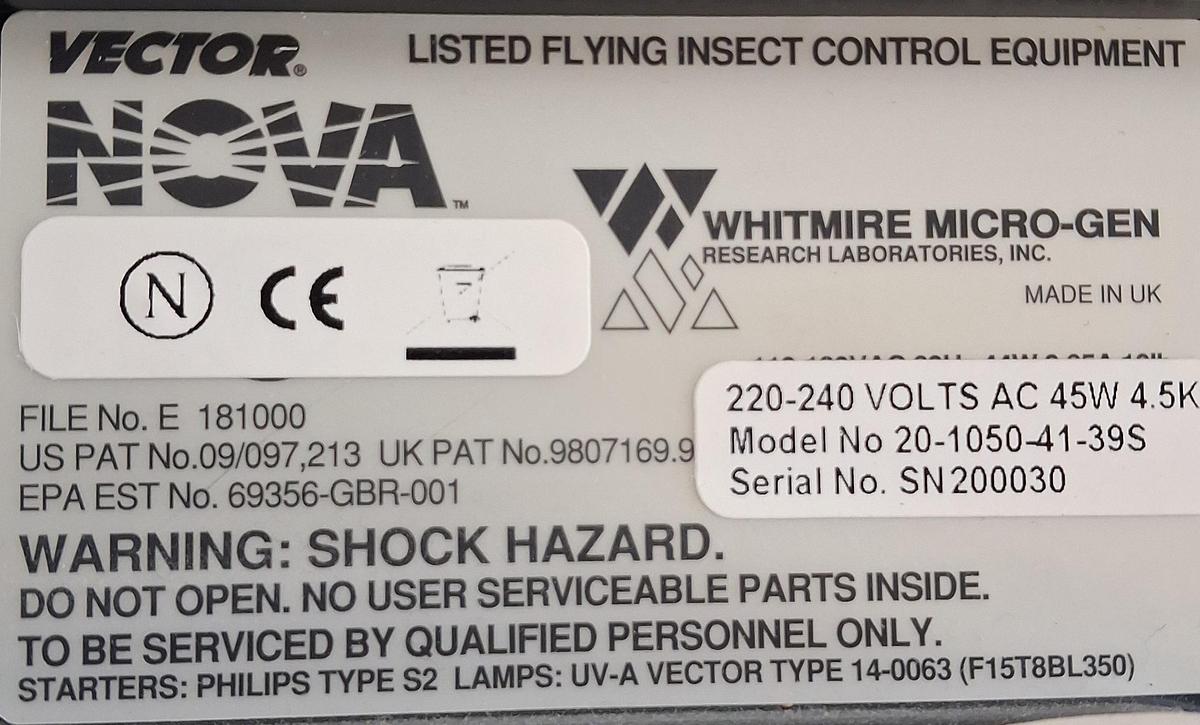 VECTOR®
LISTED FLYING INSECT CONTROL EQUIPMENT
NOVA™
WHITMIRE MICRO-GEN
RESEARCH LABORATORIES, INC.
MADE IN UK
N CE
220-240 VOLTS AC 45W 4.5K
Model No 20-1050-41-39S
Serial No. SN200030
FILE No. E 181000
US PAT No.09/097,213 UK PAT No.9807169.9
EPA EST No. 69356-GBR-001
WARNING: SHOCK HAZARD.
DO NOT OPEN. NO USER SERVICEABLE PARTS INSIDE.
TO BE SERVICED BY QUALIFIED PERSONNEL ONLY.
STARTERS: PHILIPS TYPE S2 LAMPS: UV-A VECTOR TYPE 14-0063 (F15T8BL350)